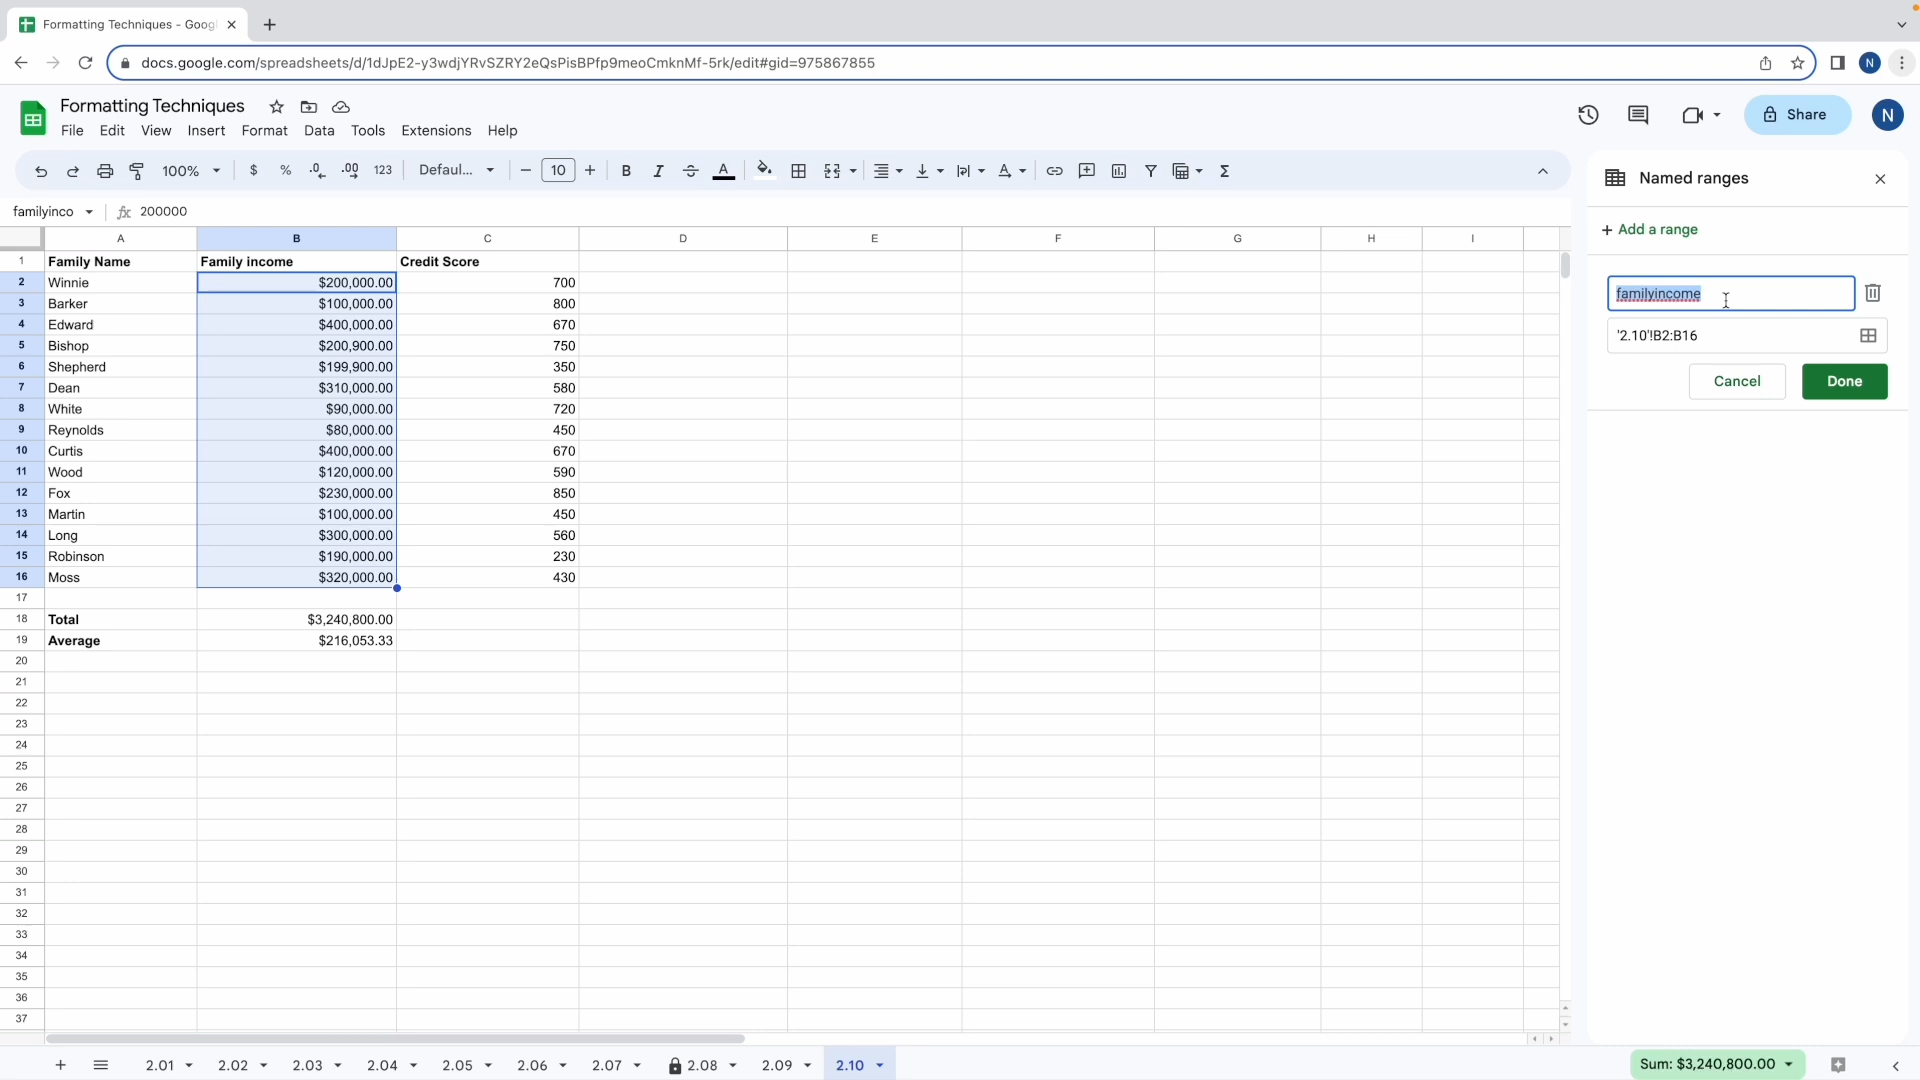 Formatting Techniques - Goog
docs.google.com/spreadsheets/d/1dJpE2-y3wdjYRvSZRY2eQsPisBPfp9meoCmknMf-5rk/edit#gid=975867855
N
Formatting Techniques
File Edit View Insert Format Data Tools Extensions Help
Share
N
100% $ % .0 .00 123 Defaul... 10 B I S A
familyinco fx 200000
A B C D E F G H I
1 Family Name Family income Credit Score
2 Winnie $200,000.00 700
3 Barker $100,000.00 800
4 Edward $400,000.00 670
5 Bishop $200,900.00 750
6 Shepherd $199,900.00 350
7 Dean $310,000.00 580
8 White $90,000.00 720
9 Reynolds $80,000.00 450
10 Curtis $400,000.00 670
11 Wood $120,000.00 590
12 Fox $230,000.00 850
13 Martin $100,000.00 450
14 Long $300,000.00 560
15 Robinson $190,000.00 230
16 Moss $320,000.00 430
17
18 Total $3,240,800.00
19 Average $216,053.33
20
21
22
23
24
25
26
27
28
29
30
31
32
33
34
35
36
37
Named ranges
+ Add a range
familyincome
'2.10'!B2:B16
Cancel Done
2.01 2.02 2.03 2.04 2.05 2.06 2.07 2.08 2.09 2.10
Sum: $3,240,800.00